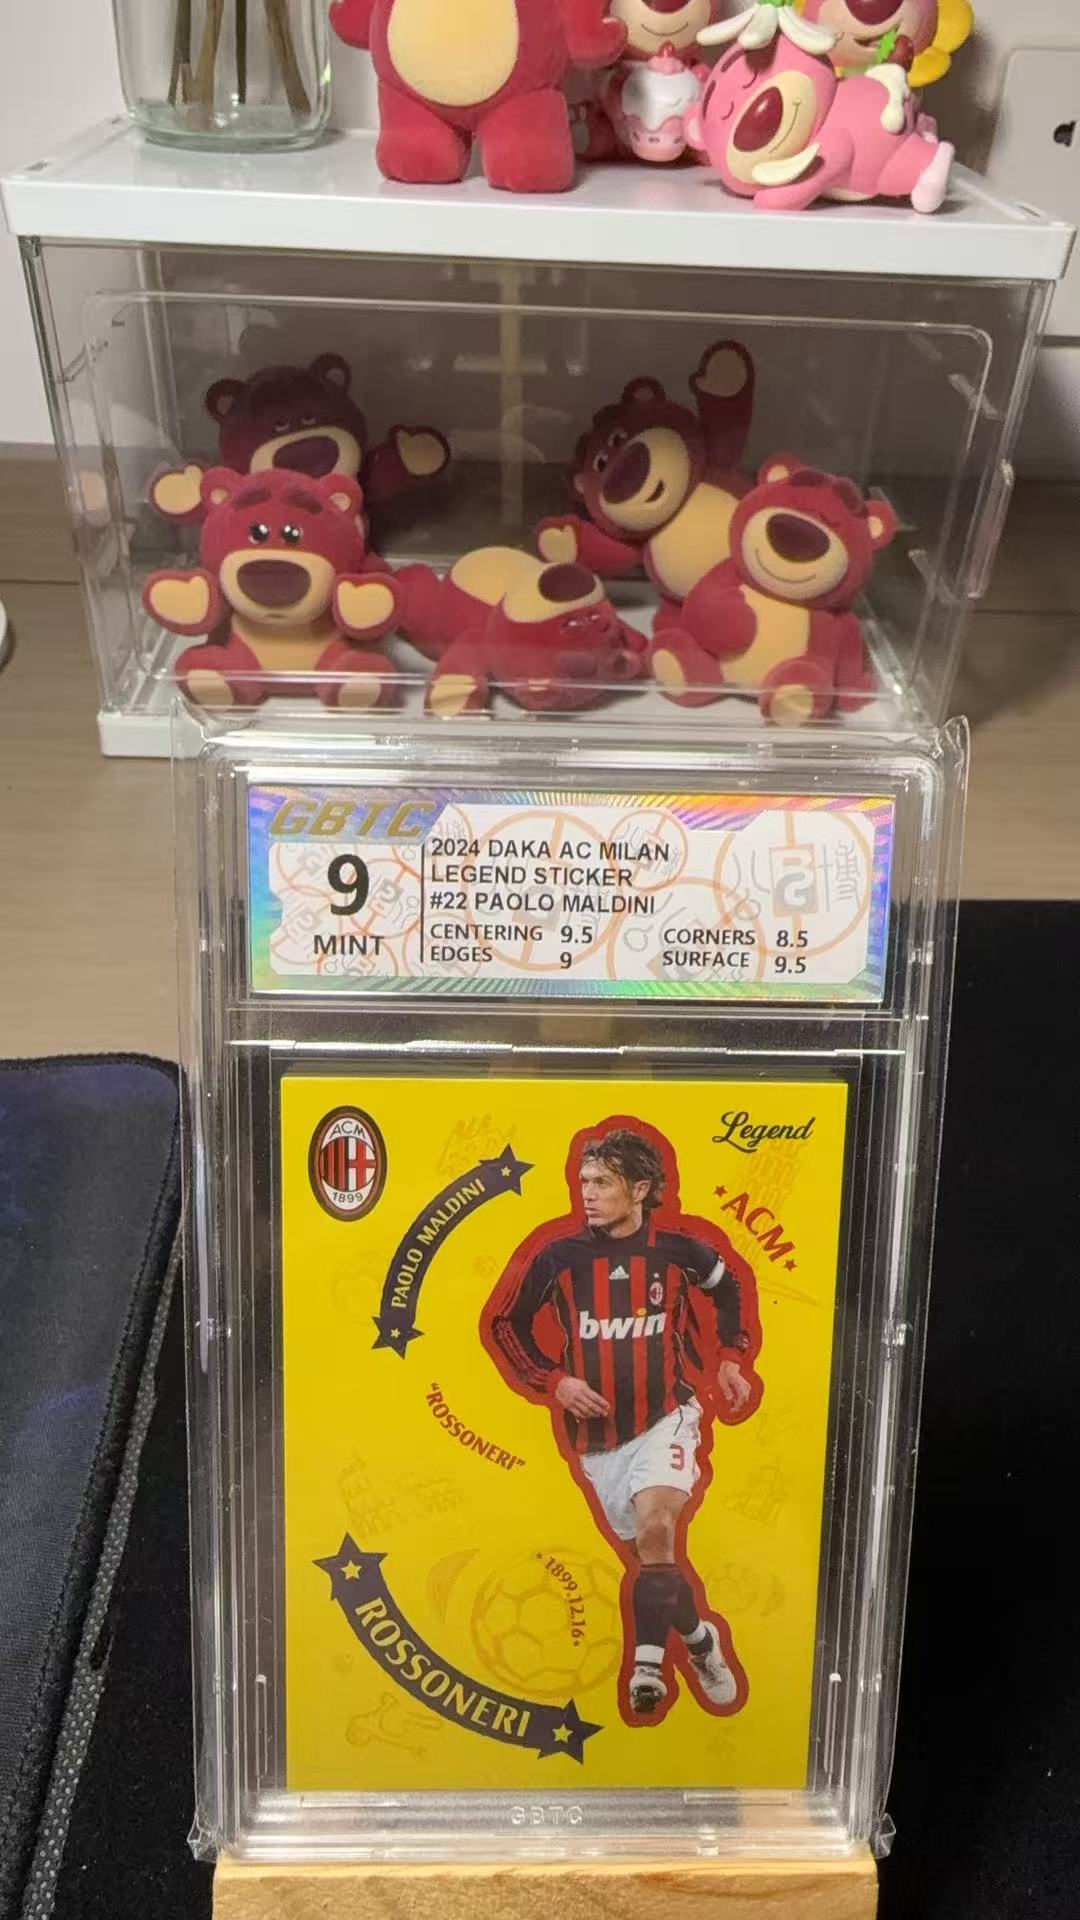 GBTC
9
MINT
2024 DAKA AC MILAN
LEGEND STICKER
#22 PAOLO MALDINI
CENTERING 9.5 CORNERS 8.5
EDGES 9 SURFACE 9.5
ACM
1899
Legend
PAOLO MALDINI
ACM
bwin
3
"ROSSONERI"
1899.12.16
ROSSONERI
GBTC